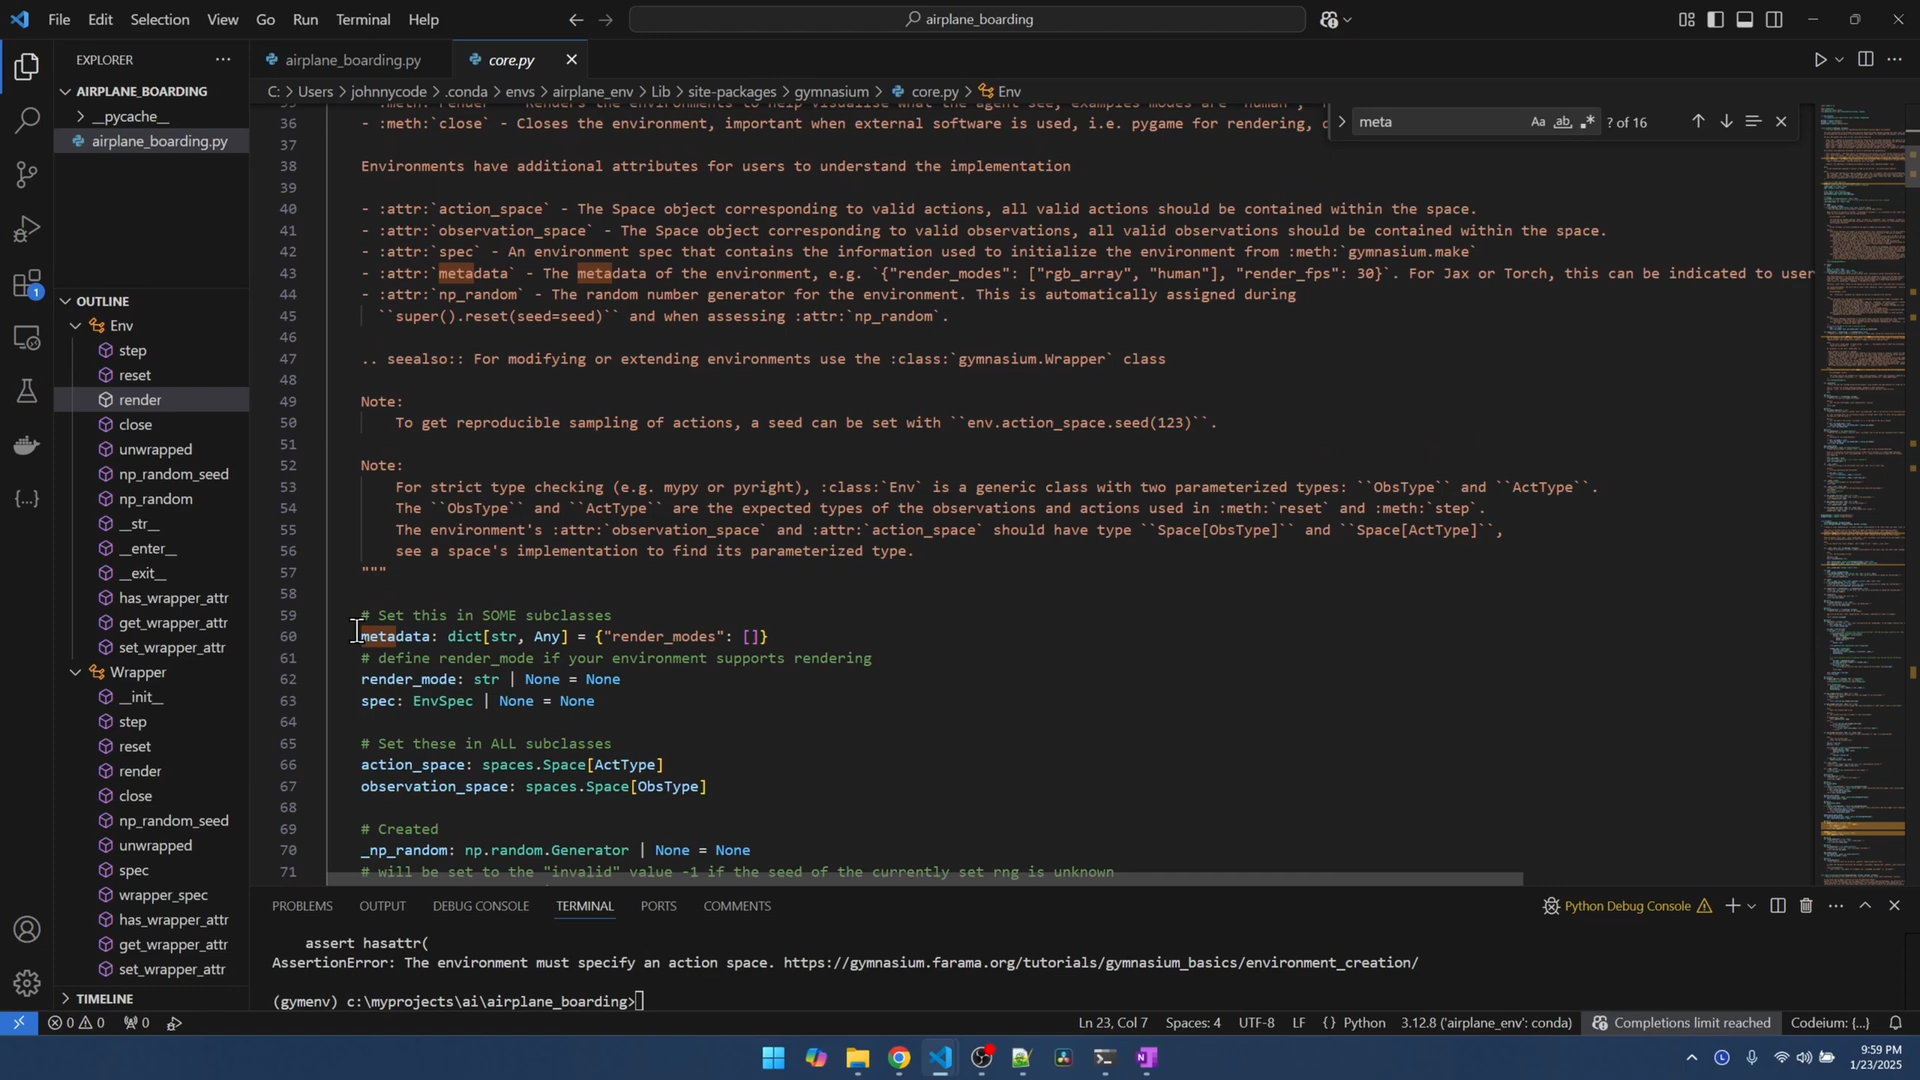 File Edit Selection View Go Run Terminal Help
airplane_boarding
EXPLORER
AIRPLANE_BOARDING
__pycache__
airplane_boarding.py
OUTLINE
Env
step
reset
render
close
unwrapped
np_random_seed
np_random
__str__
__enter__
__exit__
has_wrapper_attr
get_wrapper_attr
set_wrapper_attr
Wrapper
__init__
step
reset
render
close
np_random_seed
unwrapped
spec
wrapper_spec
has_wrapper_attr
get_wrapper_attr
set_wrapper_attr
TIMELINE
1
airplane_boarding.py
core.py
C: > Users > johnnycode > .conda > envs > airplane_env > Lib > site-packages > gymnasium > core.py > Env
meta
Aa ab ? of 16
36 - :meth:`close` - Closes the environment, important when external software is used, i.e. pygame for rendering,
37
38 Environments have additional attributes for users to understand the implementation
39
40 - :attr:`action_space` - The Space object corresponding to valid actions, all valid actions should be contained within the space.
41 - :attr:`observation_space` - The Space object corresponding to valid observations, all valid observations should be contained within the space.
42 - :attr:`spec` - An environment spec that contains the information used to initialize the environment from :meth:`gymnasium.make`
43 - :attr:`metadata` - The metadata of the environment, e.g. `{"render_modes": ["rgb_array", "human"], "render_fps": 30}`. For Jax or Torch, this can be indicated to user
44 - :attr:`np_random` - The random number generator for the environment. This is automatically assigned during
45 ``super().reset(seed=seed)`` and when assessing :attr:`np_random`.
46
47 .. seealso:: For modifying or extending environments use the :class:`gymnasium.Wrapper` class
48
49 Note:
50 To get reproducible sampling of actions, a seed can be set with ``env.action_space.seed(123)``.
51
52 Note:
53 For strict type checking (e.g. mypy or pyright), :class:`Env` is a generic class with two parameterized types: ``ObsType`` and ``ActType``.
54 The ``ObsType`` and ``ActType`` are the expected types of the observations and actions used in :meth:`reset` and :meth:`step`.
55 The environment's :attr:`observation_space` and :attr:`action_space` should have type ``Space[ObsType]`` and ``Space[ActType]``,
56 see a space's implementation to find its parameterized type.
57 """
58
59 # Set this in SOME subclasses
60 metadata: dict[str, Any] = {"render_modes": []}
61 # define render_mode if your environment supports rendering
62 render_mode: str | None = None
63 spec: EnvSpec | None = None
64
65 # Set these in ALL subclasses
66 action_space: spaces.Space[ActType]
67 observation_space: spaces.Space[ObsType]
68
69 # Created
70 _np_random: np.random.Generator | None = None
71 # will be set to the "invalid" value -1 if the seed of the currently set rng is unknown
PROBLEMS OUTPUT DEBUG CONSOLE TERMINAL PORTS COMMENTS
Python Debug Console
assert hasattr(
AssertionError: The environment must specify an action space. https://gymnasium.farama.org/tutorials/gymnasium_basics/environment_creation/
(gymenv) c:\myprojects\ai\airplane_boarding>
0 0 0
Ln 23, Col 7 Spaces: 4 UTF-8 LF {} Python 3.12.8 ('airplane_env': conda) Completions limit reached Codeium: {...}
9:59 PM
1/23/2025